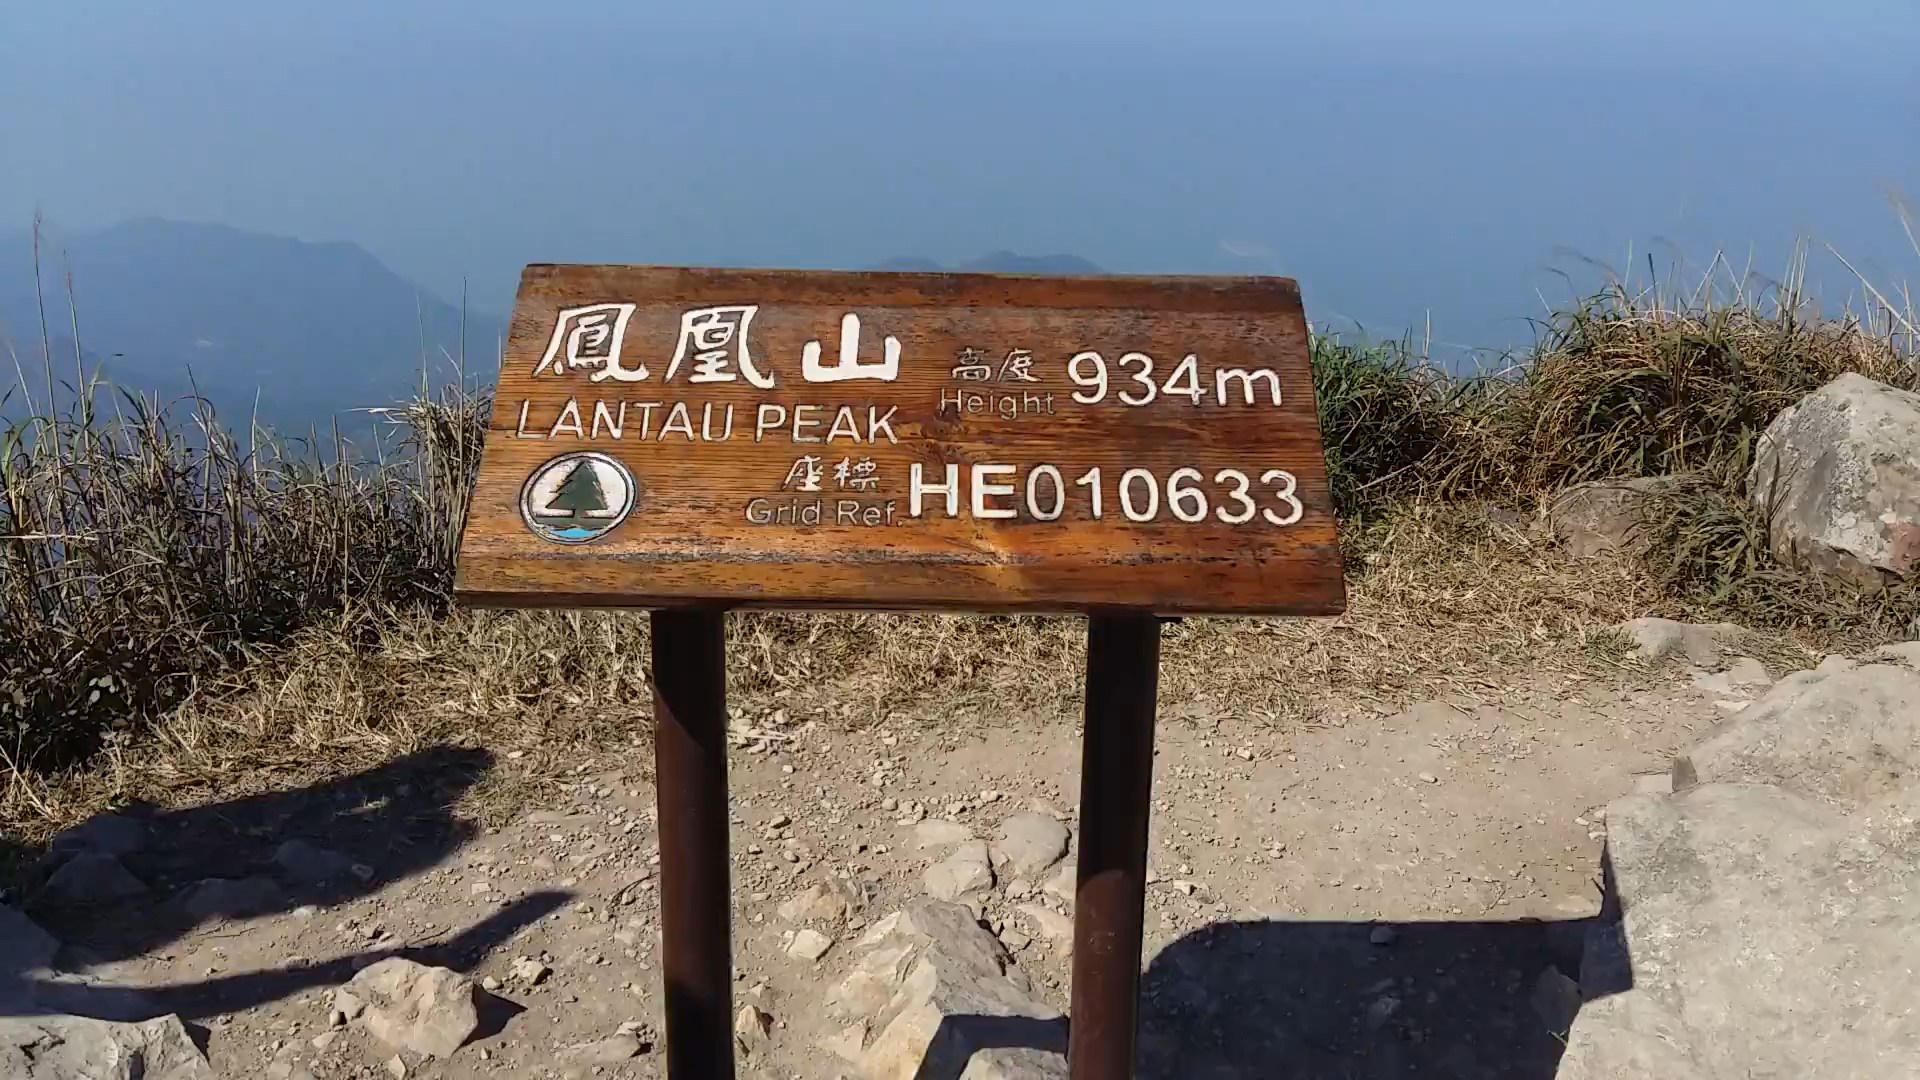 鳳凰山
高度 934m
Height
LANTAU PEAK
座標 HE010633
Grid Ref.